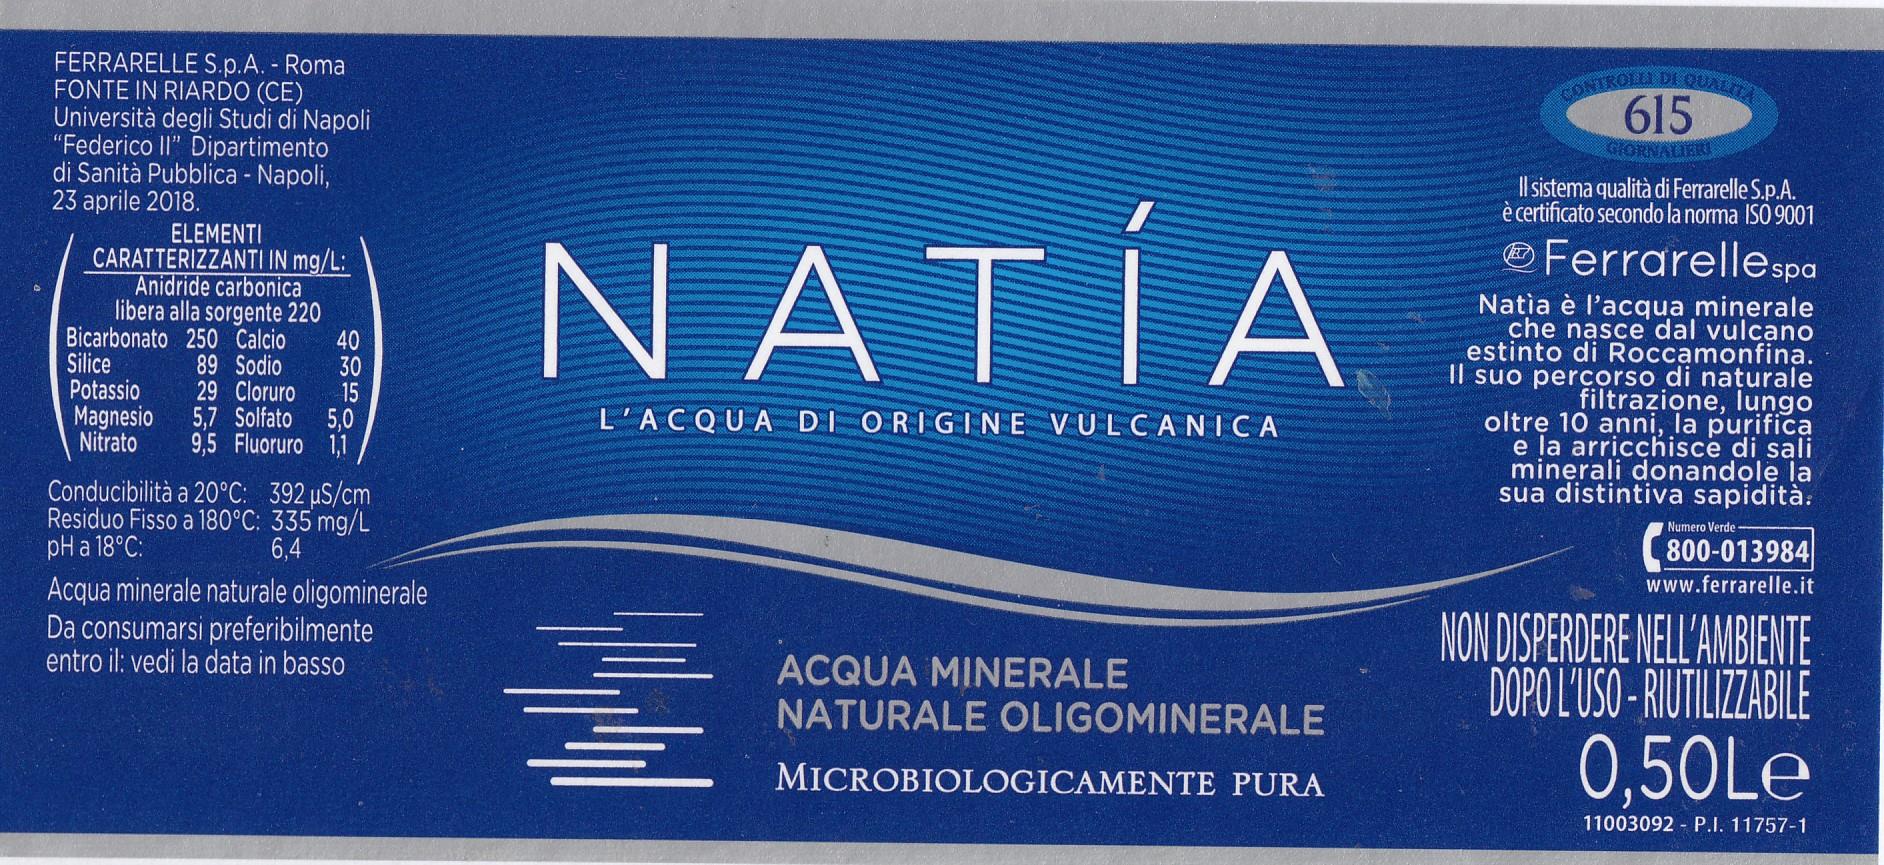 FERRARELLE S.p.A. - Roma
FONTE IN RIARDO (CE)
Università degli Studi di Napoli
“Federico II” Dipartimento
di Sanità Pubblica - Napoli,
23 aprile 2018.
ELEMENTI
CARATTERIZZANTI IN mg/L:
Anidride carbonica
libera alla sorgente 220
Bicarbonato 250 Calcio 40
Silice 89 Sodio 30
Potassio 29 Cloruro 15
Magnesio 5,7 Solfato 5,0
Nitrato 9,5 Fluoruro 1,1
Conducibilità a 20°C: 392 µS/cm
Residuo Fisso a 180°C: 335 mg/L
pH a 18°C: 6,4
Acqua minerale naturale oligominerale
Da consumarsi preferibilmente
entro il: vedi la data in basso
NATÍA
L’ACQUA DI ORIGINE VULCANICA
ACQUA MINERALE
NATURALE OLIGOMINERALE
MICROBIOLOGICAMENTE PURA
CONTROLLI DI QUALITÀ
615
GIORNALIERI
Il sistema qualità di Ferrarelle S.p.A.
è certificato secondo la norma ISO 9001
Ferrarelle spa
Natìa è l’acqua minerale
che nasce dal vulcano
estinto di Roccamonfina.
Il suo percorso di naturale
filtrazione, lungo
oltre 10 anni, la purifica
e la arricchisce di sali
minerali donandole la
sua distintiva sapidità.
Numero Verde
800-013984
www.ferrarelle.it
NON DISPERDERE NELL’AMBIENTE
DOPO L’USO - RIUTILIZZABILE
0,50L℮
11003092 - P.I. 11757-1